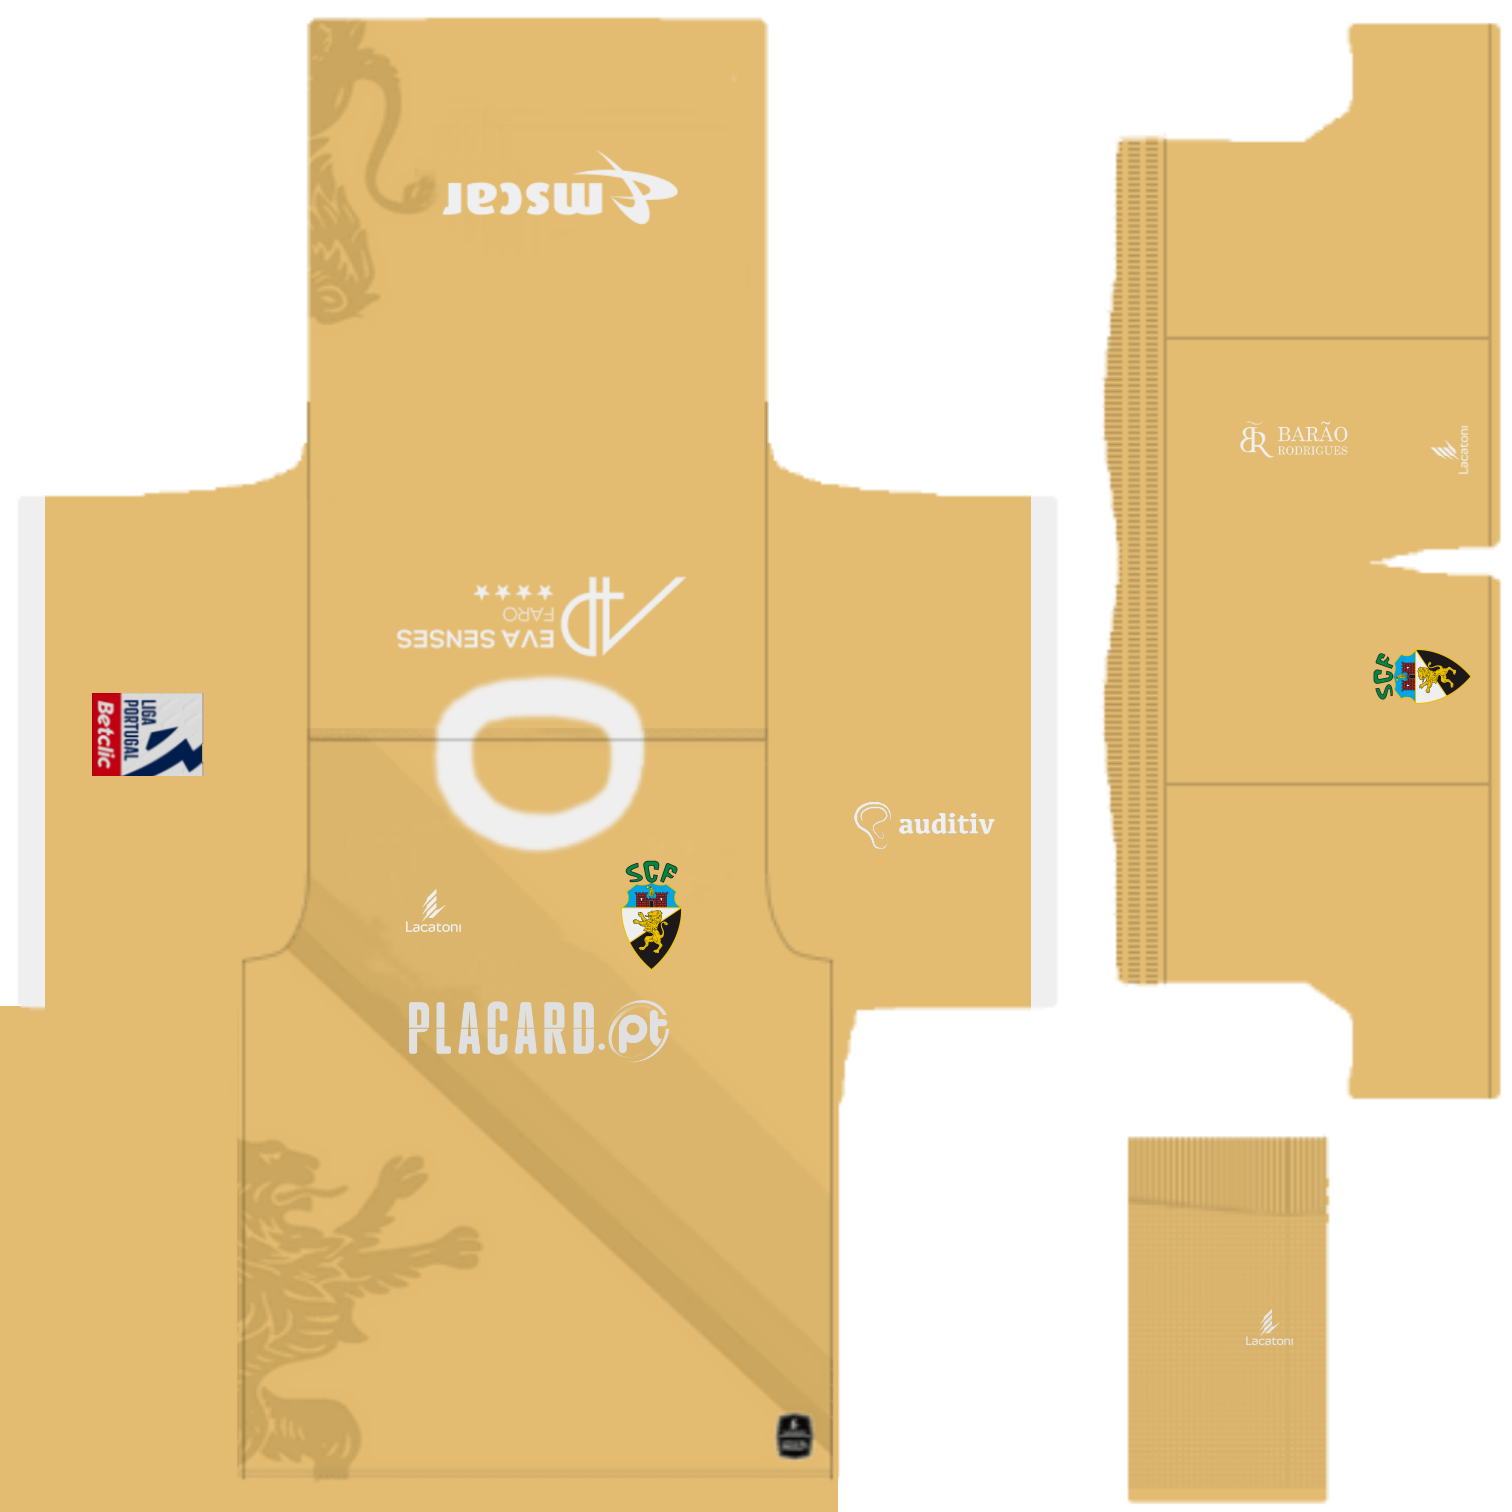 mscar
EVA SENSES
FARO
LIGA
PORTUGAL
Betclic
auditiv
SCF
Lacatoni
PLACARD.pt
BARÃO
RODRIGUES
Lacatoni
SCF
Lacatoni